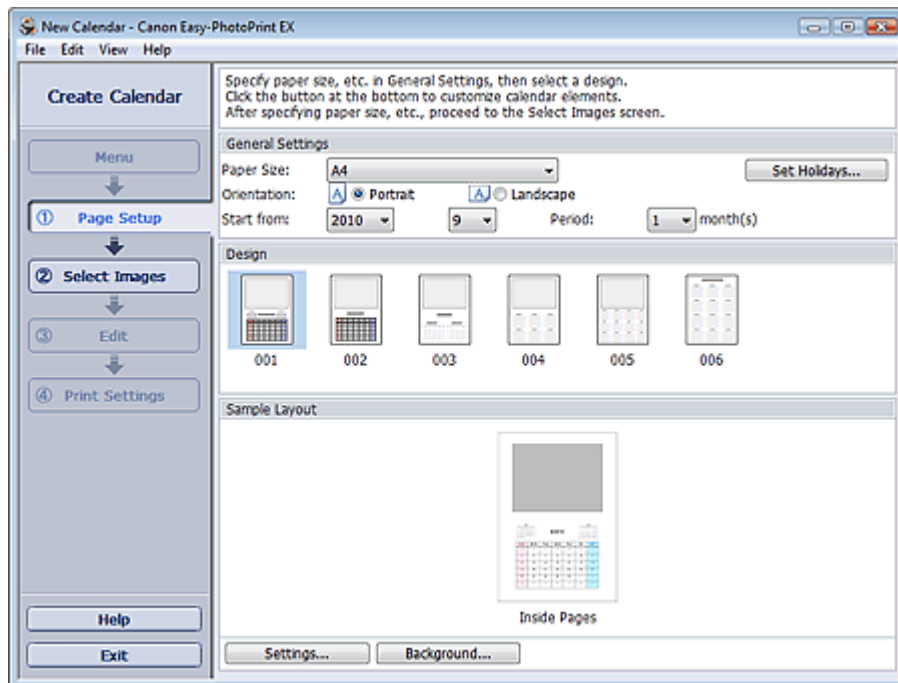 New Calendar - Canon Easy-PhotoPrint EX
File Edit View Help
Create Calendar
Menu
① Page Setup
② Select Images
③ Edit
④ Print Settings
Help
Exit
Specify paper size, etc. in General Settings, then select a design.
Click the button at the bottom to customize calendar elements.
After specifying paper size, etc., proceed to the Select Images screen.
General Settings
Paper Size: A4 Set Holidays...
Orientation: A Portrait A Landscape
Start from: 2010 9 Period: 1 month(s)
Design
001 002 003 004 005 006
Sample Layout
Inside Pages
Settings... Background...